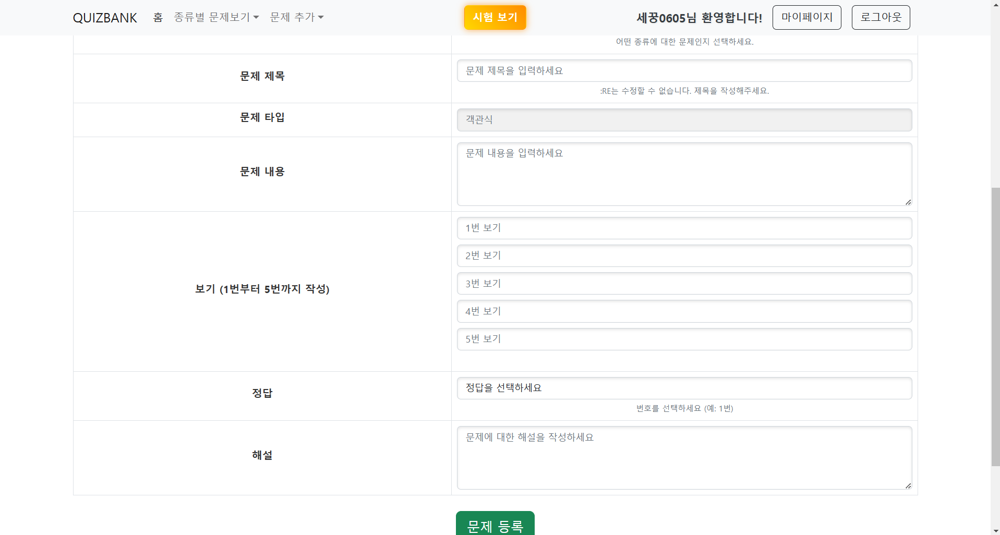 QUIZBANK 홈 종류별 문제보기 문제 추가 시험 보기 세꿍0605님 환영합니다! 마이페이지 로그아웃
어떤 종류에 대한 문제인지 선택하세요.
문제 제목
문제 제목을 입력하세요
:RE는 수정할 수 없습니다. 제목을 작성해주세요.
문제 타입
객관식
문제 내용
문제 내용을 입력하세요
보기 (1번부터 5번까지 작성)
1번 보기
2번 보기
3번 보기
4번 보기
5번 보기
정답
정답을 선택하세요
번호를 선택하세요 (예: 1번)
해설
문제에 대한 해설을 작성하세요
문제 등록